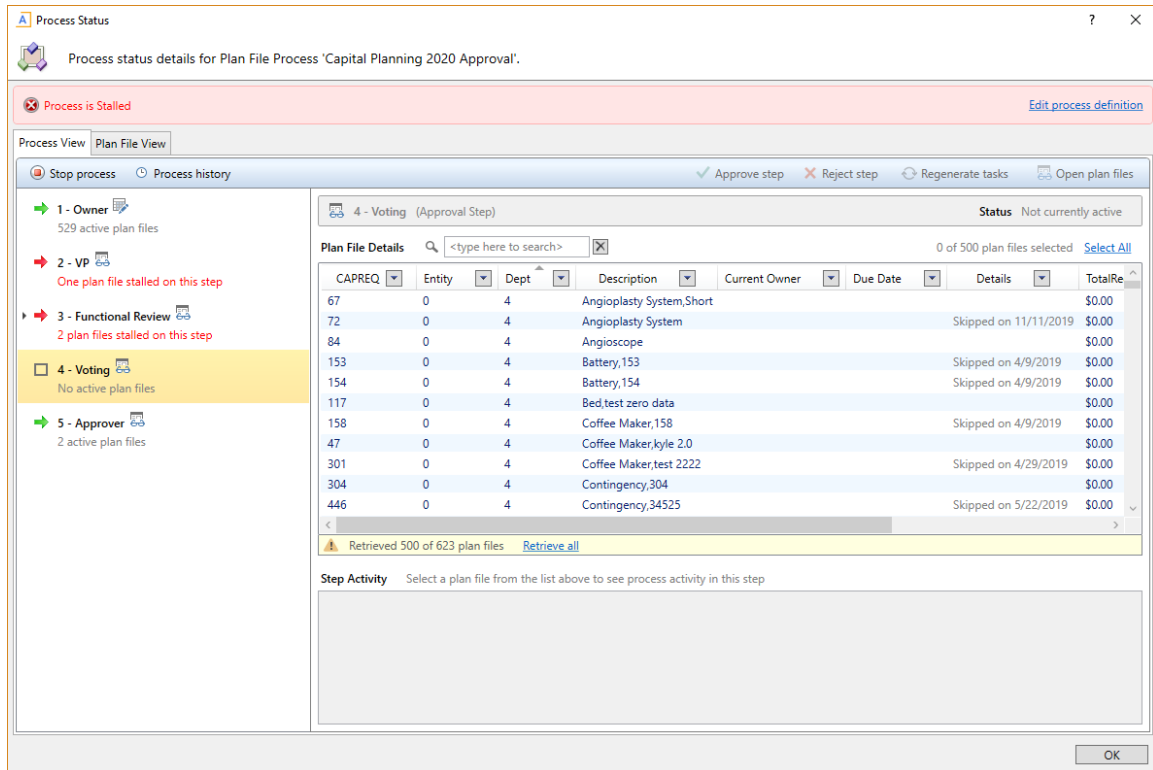 A Process Status ? ×
Process status details for Plan File Process 'Capital Planning 2020 Approval'.
Process is Stalled Edit process definition
Process View Plan File View
Stop process Process history Approve step Reject step Regenerate tasks Open plan files
1 - Owner
529 active plan files
2 - VP
One plan file stalled on this step
3 - Functional Review
2 plan files stalled on this step
4 - Voting
No active plan files
5 - Approver
2 active plan files
4 - Voting (Approval Step) Status Not currently active
Plan File Details <type here to search> 0 of 500 plan files selected Select All
CAPREQ Entity Dept Description Current Owner Due Date Details TotalRe
67 0 4 Angioplasty System,Short $0.00
72 0 4 Angioplasty System Skipped on 11/11/2019 $0.00
84 0 4 Angioscope $0.00
153 0 4 Battery,153 Skipped on 4/9/2019 $0.00
154 0 4 Battery,154 Skipped on 4/9/2019 $0.00
117 0 4 Bed,test zero data $0.00
158 0 4 Coffee Maker,158 Skipped on 4/9/2019 $0.00
47 0 4 Coffee Maker,kyle 2.0 $0.00
301 0 4 Coffee Maker,test 2222 Skipped on 4/29/2019 $0.00
304 0 4 Contingency,304 $0.00
446 0 4 Contingency,34525 Skipped on 5/22/2019 $0.00
Retrieved 500 of 623 plan files Retrieve all
Step Activity Select a plan file from the list above to see process activity in this step
OK